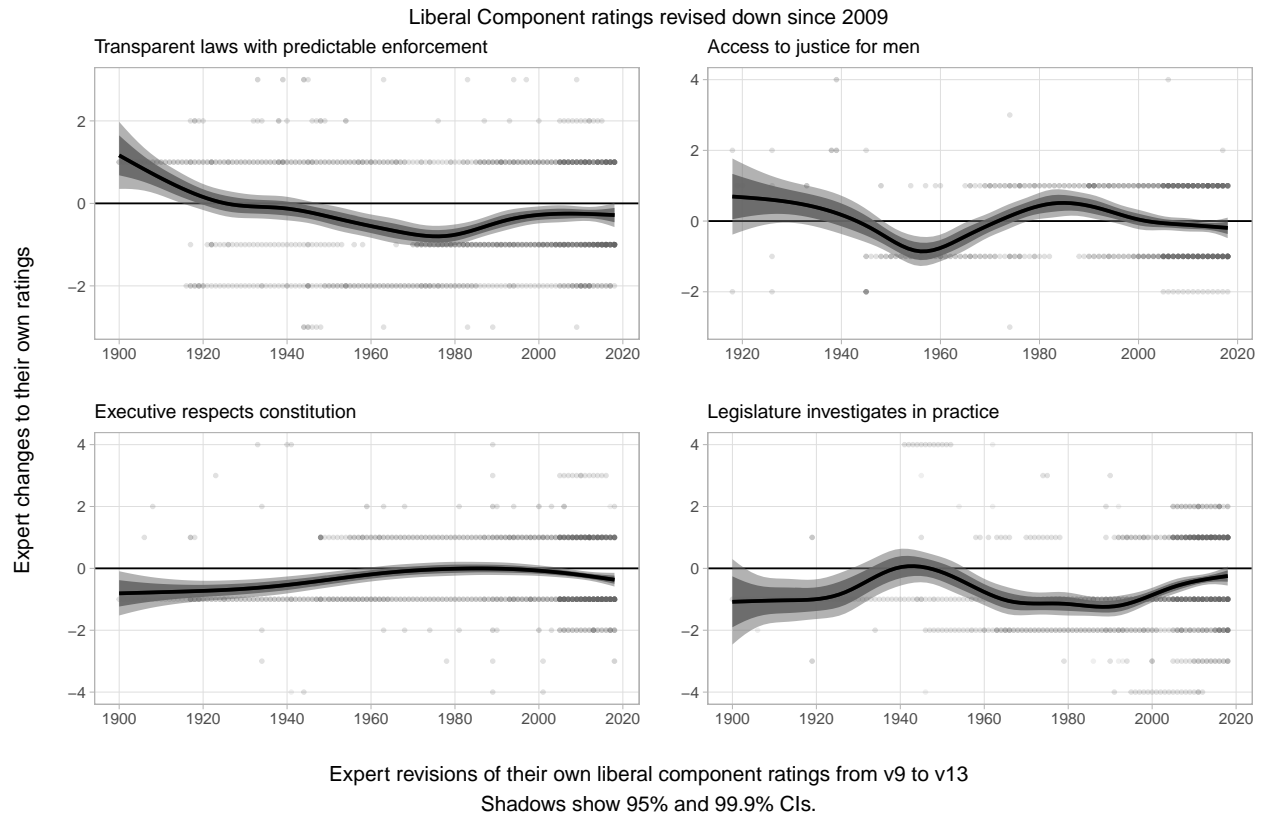 Liberal Component ratings revised down since 2009
Transparent laws with predictable enforcement
2
0
−2
1900 1920 1940 1960 1980 2000 2020
Access to justice for men
4
2
0
−2
1920 1940 1960 1980 2000 2020
Expert changes to their own ratings
Executive respects constitution
4
2
0
−2
−4
1900 1920 1940 1960 1980 2000 2020
Legislature investigates in practice
4
2
0
−2
−4
1900 1920 1940 1960 1980 2000 2020
Expert revisions of their own liberal component ratings from v9 to v13
Shadows show 95% and 99.9% CIs.